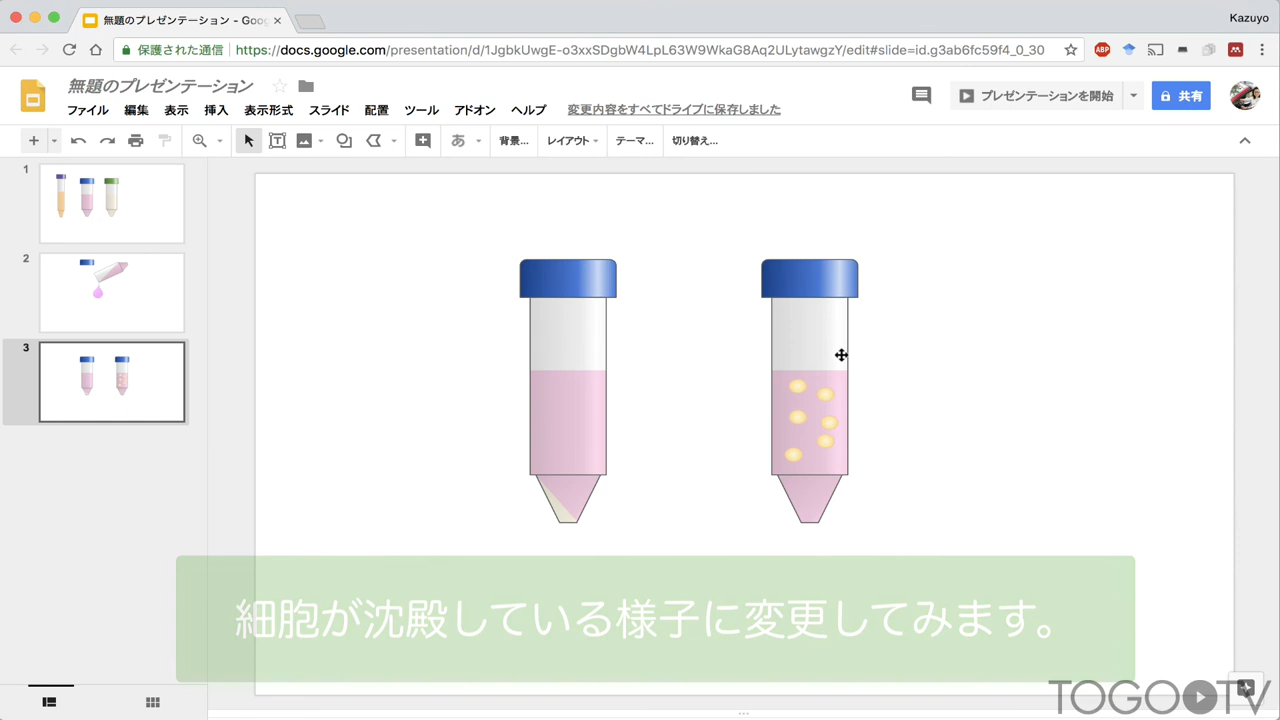 無題のプレゼンテーション - Goog
Kazuyo
保護された通信
https://docs.google.com/presentation/d/1JgbkUwgE-o3xxSDgbW4LpL63W9WkaG8Aq2ULytawgzY/edit#slide=id.g3ab6fc59f4_0_30
ABP
無題のプレゼンテーション
ファイル 編集 表示 挿入 表示形式 スライド 配置 ツール アドオン ヘルプ 変更内容をすべてドライブに保存しました
プレゼンテーションを開始
共有
あ 背景... レイアウト テーマ... 切り替え...
1
2
3
細胞が沈殿している様子に変更してみます。
TOGOTV